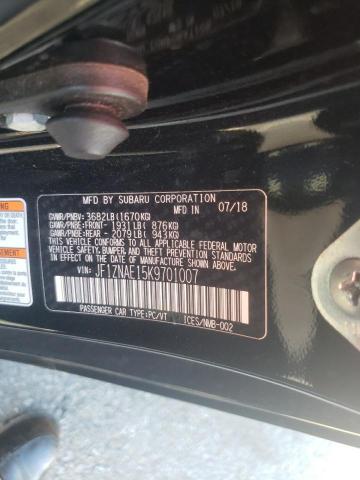 MFD BY SUBARU CORPORATION
GVWR/PNBV: 3682LB(1670KG) MFD IN 07/18
GAWR/PNBE:FRONT- 1931LB( 876KG)
GAWR/PNBE:REAR - 2079LB( 943KG)
THIS VEHICLE CONFORMS TO ALL APPLICABLE FEDERAL MOTOR
VEHICLE SAFETY, BUMPER, AND THEFT PREVENTION
STANDARDS IN EFFECT ON THE
DATE OF MANUFACTURE SHOWN ABOVE.
VIN: JF1ZNAE15K9701007
PASSENGER CAR TYPE:PC/VT ICES/NMB-002